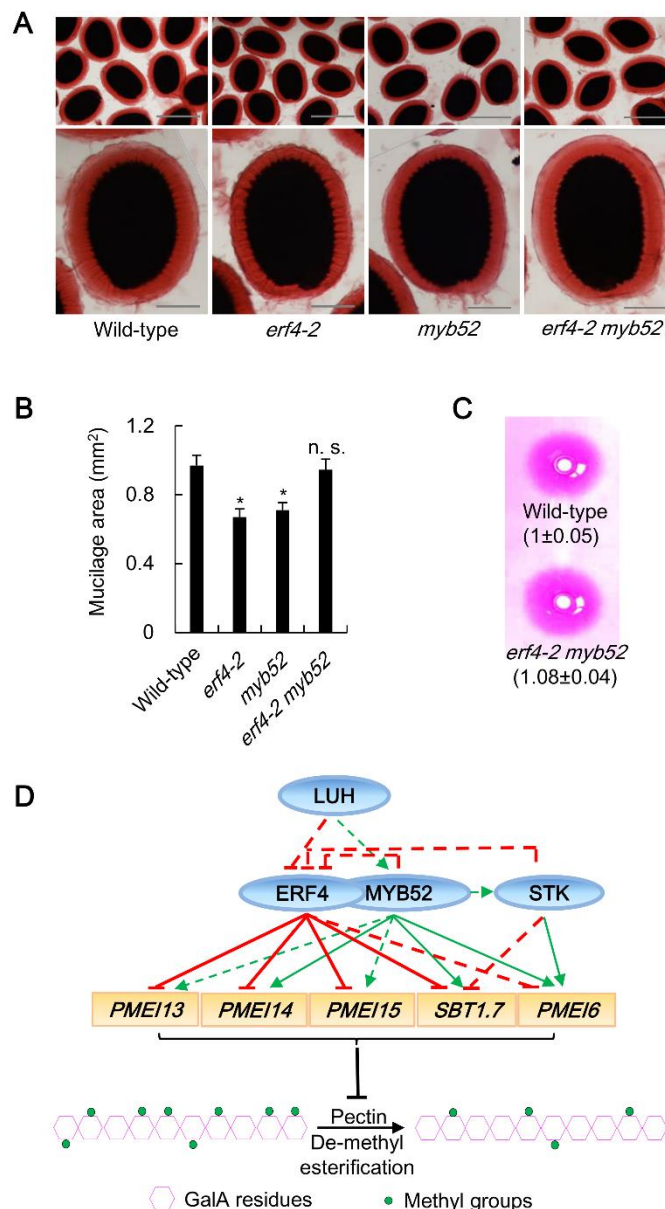 A
Wild-type
erf4-2
myb52
erf4-2 myb52
B
Mucilage area (mm²)
1.2
0.8
0.4
0
*
*
n. s.
Wild-type
erf4-2
myb52
erf4-2 myb52
C
Wild-type
(1±0.05)
erf4-2 myb52
(1.08±0.04)
D
LUH
ERF4
MYB52
STK
PMEI13
PMEI14
PMEI15
SBT1.7
PMEI6
Pectin
De-methyl
esterification
GalA residues
Methyl groups